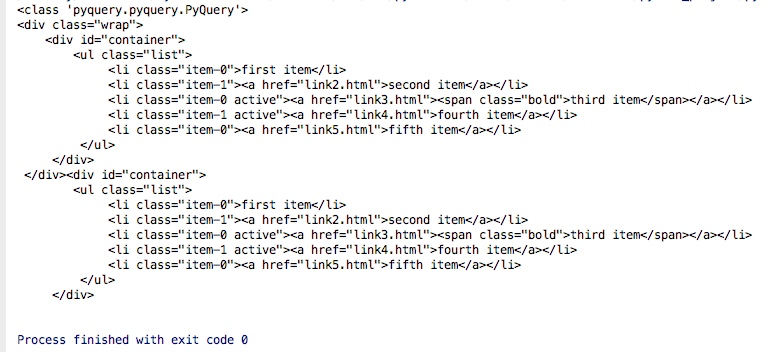 <class 'pyquery.pyquery.PyQuery'>
<div class="wrap">
    <div id="container">
        <ul class="list">
             <li class="item-0">first item</li>
             <li class="item-1"><a href="link2.html">second item</a></li>
             <li class="item-0 active"><a href="link3.html"><span class="bold">third item</span></a></li>
             <li class="item-1 active"><a href="link4.html">fourth item</a></li>
             <li class="item-0"><a href="link5.html">fifth item</a></li>
         </ul>
     </div>
 </div><div id="container">
        <ul class="list">
             <li class="item-0">first item</li>
             <li class="item-1"><a href="link2.html">second item</a></li>
             <li class="item-0 active"><a href="link3.html"><span class="bold">third item</span></a></li>
             <li class="item-1 active"><a href="link4.html">fourth item</a></li>
             <li class="item-0"><a href="link5.html">fifth item</a></li>
         </ul>
     </div>
Process finished with exit code 0